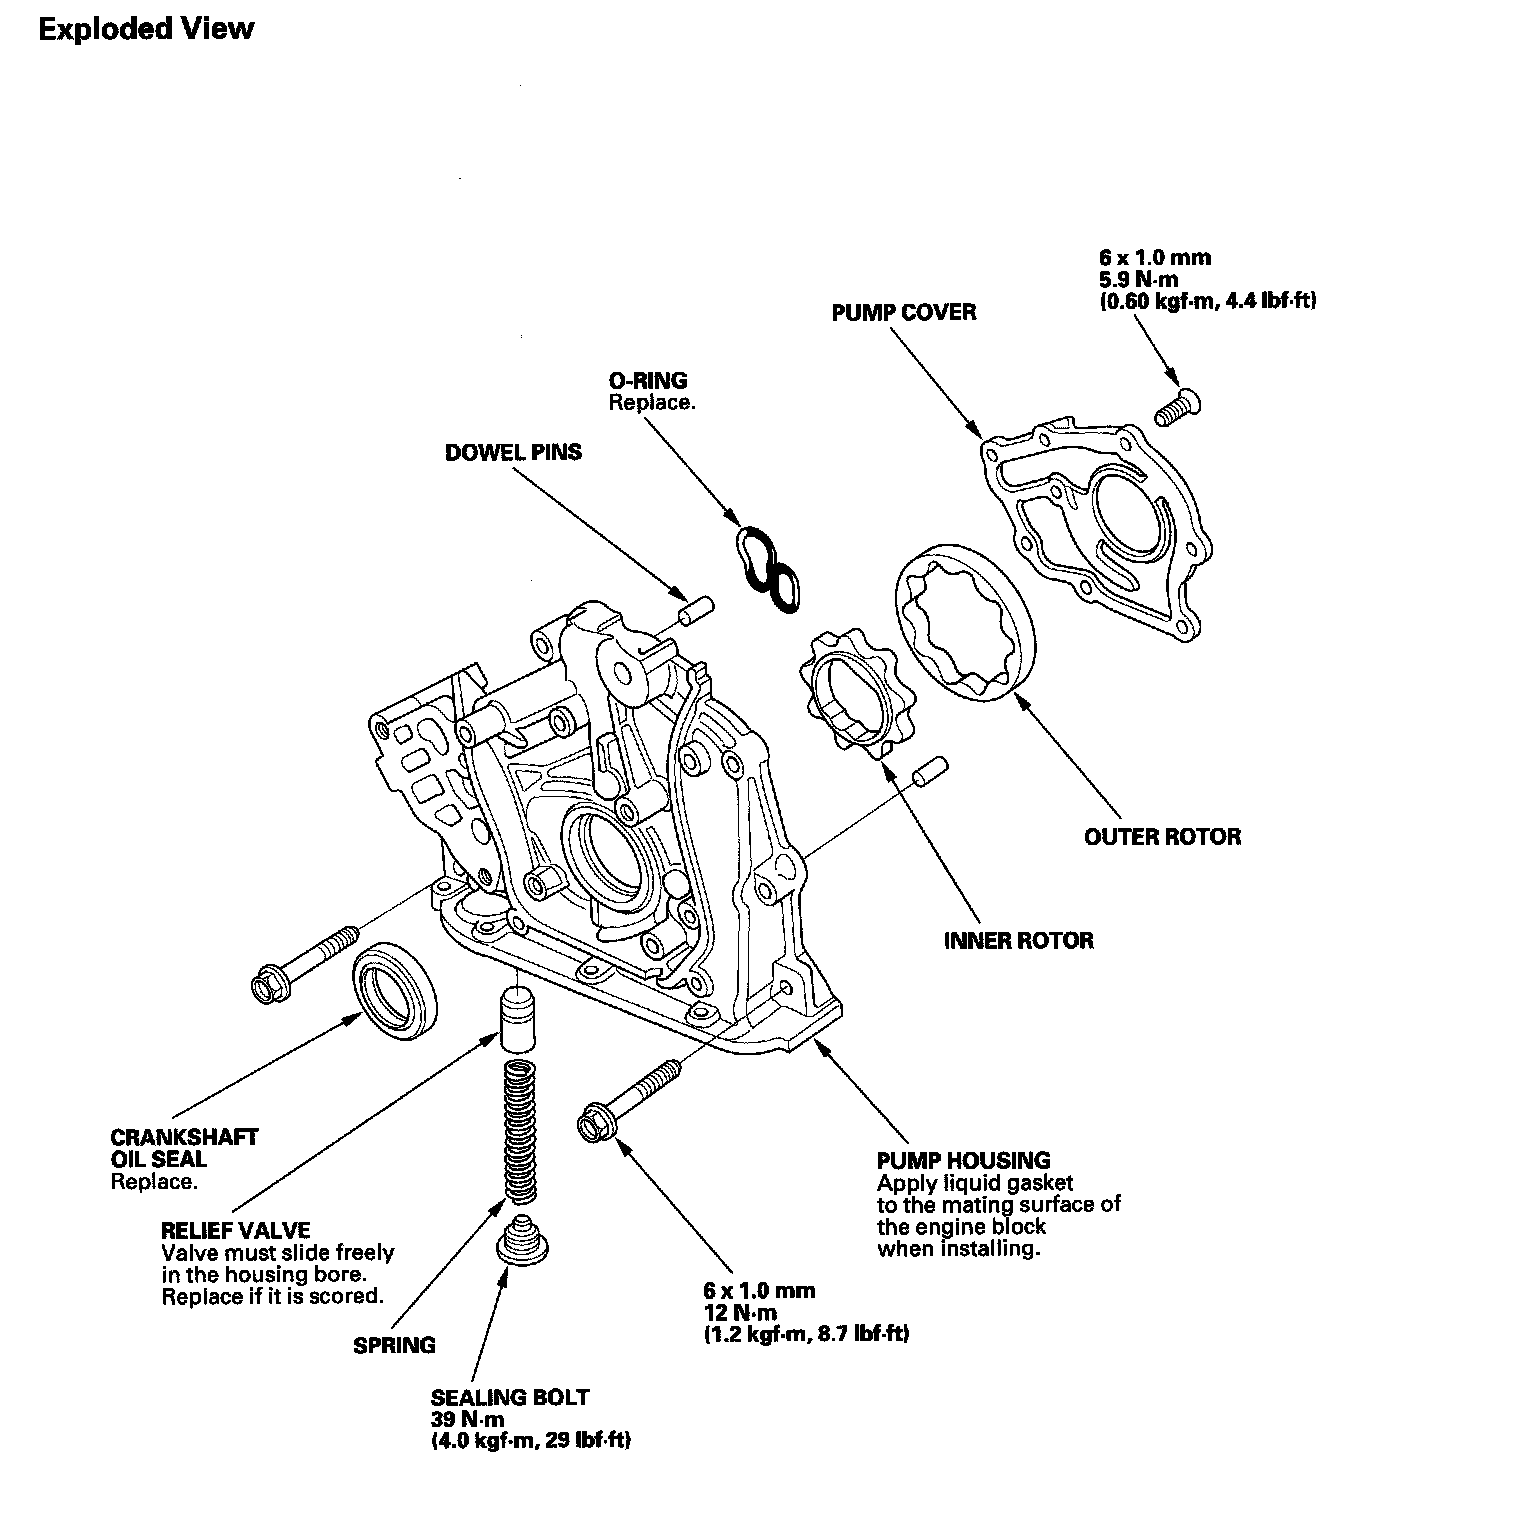 Exploded View
6 x 1.0 mm
5.9 N·m
(0.60 kgf·m, 4.4 lbf·ft)
PUMP COVER
O-RING
Replace.
DOWEL PINS
OUTER ROTOR
INNER ROTOR
CRANKSHAFT
OIL SEAL
Replace.
RELIEF VALVE
Valve must slide freely
in the housing bore.
Replace if it is scored.
PUMP HOUSING
Apply liquid gasket
to the mating surface of
the engine block
when installing.
6 x 1.0 mm
12 N·m
(1.2 kgf·m, 8.7 lbf·ft)
SPRING
SEALING BOLT
39 N·m
(4.0 kgf·m, 29 lbf·ft)